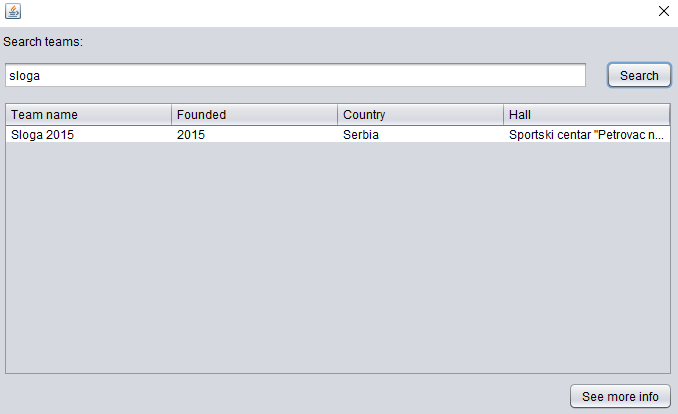 Search teams:
sloga
Search
Team name Founded Country Hall
Sloga 2015 2015 Serbia Sportski centar "Petrovac n...
See more info